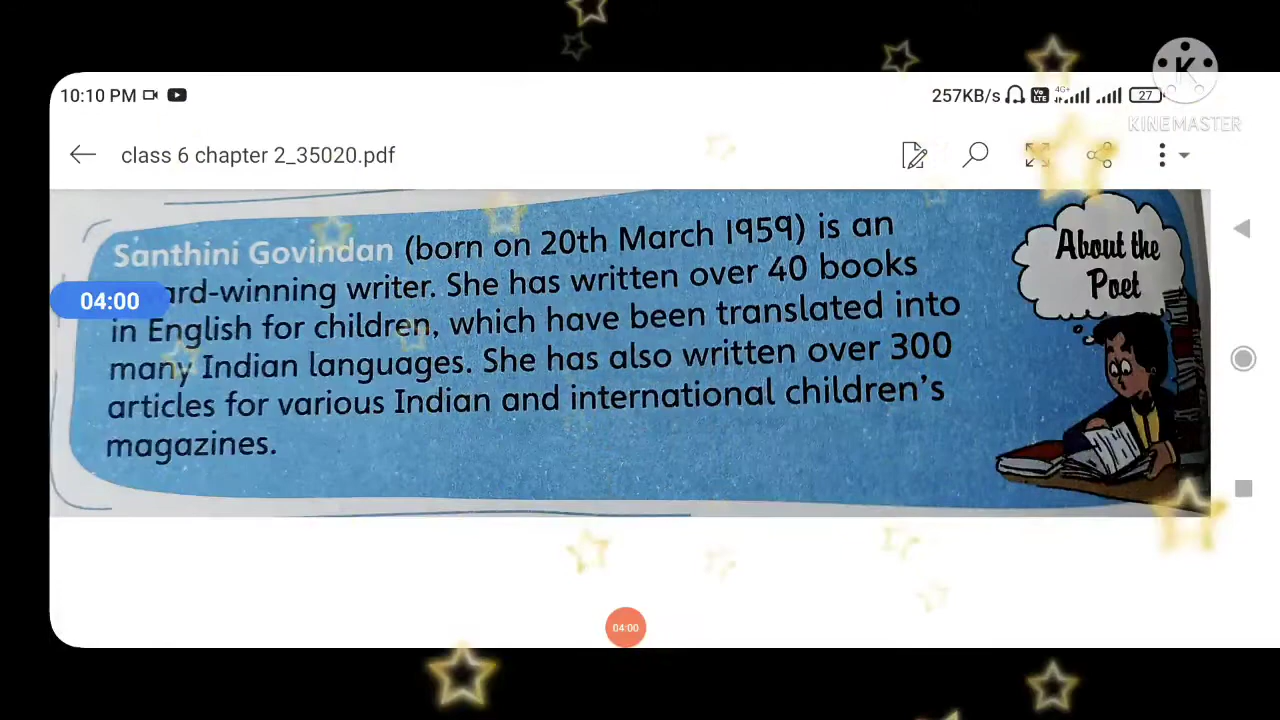 10:10 PM
257KB/s Vo LTE 4G+ 27
K
KINEMASTER
class 6 chapter 2_35020.pdf
Santhini Govindan (born on 20th March 1959) is an
ard-winning writer. She has written over 40 books
04:00
in English for children, which have been translated into
many Indian languages. She has also written over 300
articles for various Indian and international children's
magazines.
About the
Poet
04:00